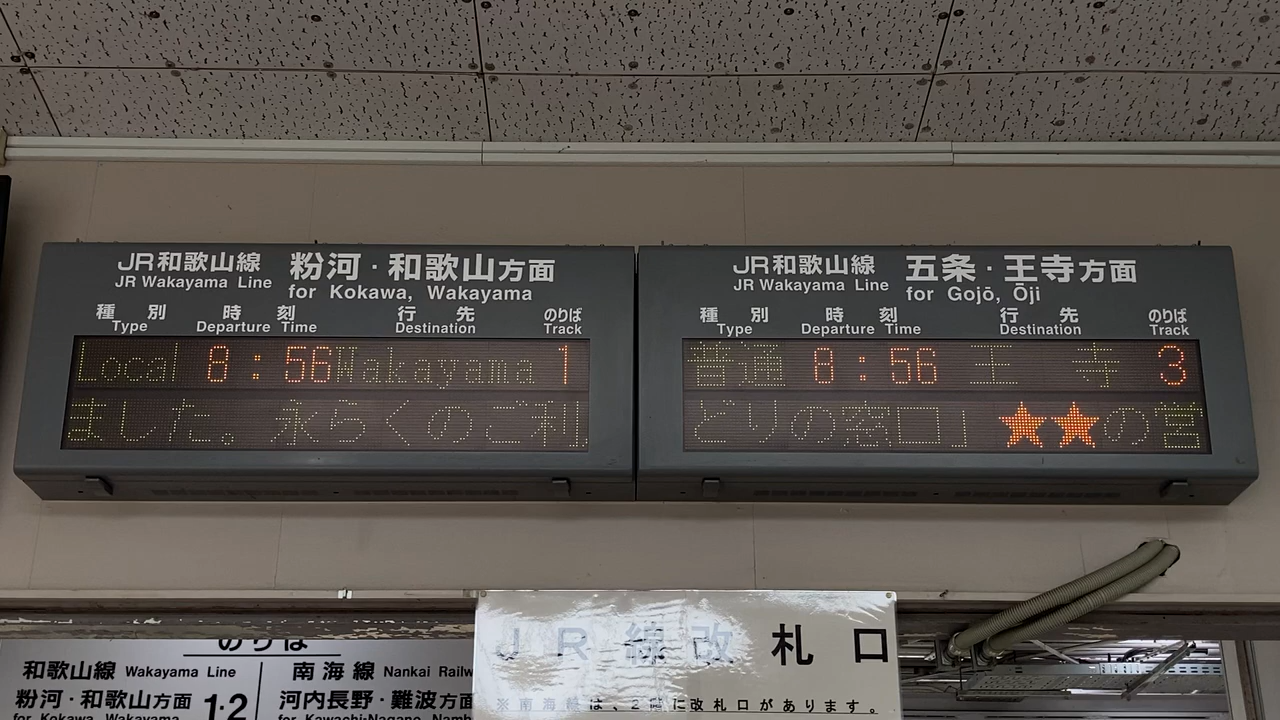 JR和歌山線 粉河・和歌山方面
JR Wakayama Line for Kokawa, Wakayama
種別 時刻 行先 のりば
Type Departure Time Destination Track
Local 8:56 Wakayama 1
ました。永らくのご利
JR和歌山線 五条・王寺方面
JR Wakayama Line for Gojō, Ōji
種別 時刻 行先 のりば
Type Departure Time Destination Track
普通 8:56 王寺 3
どりの窓口」★★の営
のりば
和歌山線 Wakayama Line
粉河・和歌山方面 1・2
for Kokawa, Wakayama
南海線 Nankai Railw
河内長野・難波方面
for Kawachi-Nagano, Namb
JR線改札口
※南海線は、2階に改札口があります。